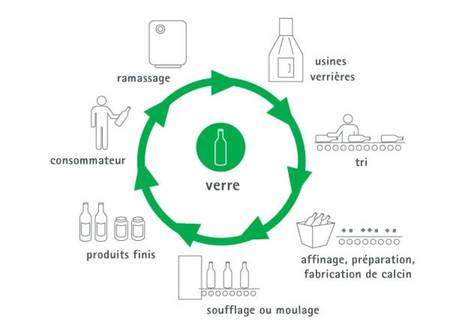 ramassage
usines
verrières
consommateur
tri
verre
produits finis
affinage, préparation,
fabrication de calcin
soufflage ou moulage